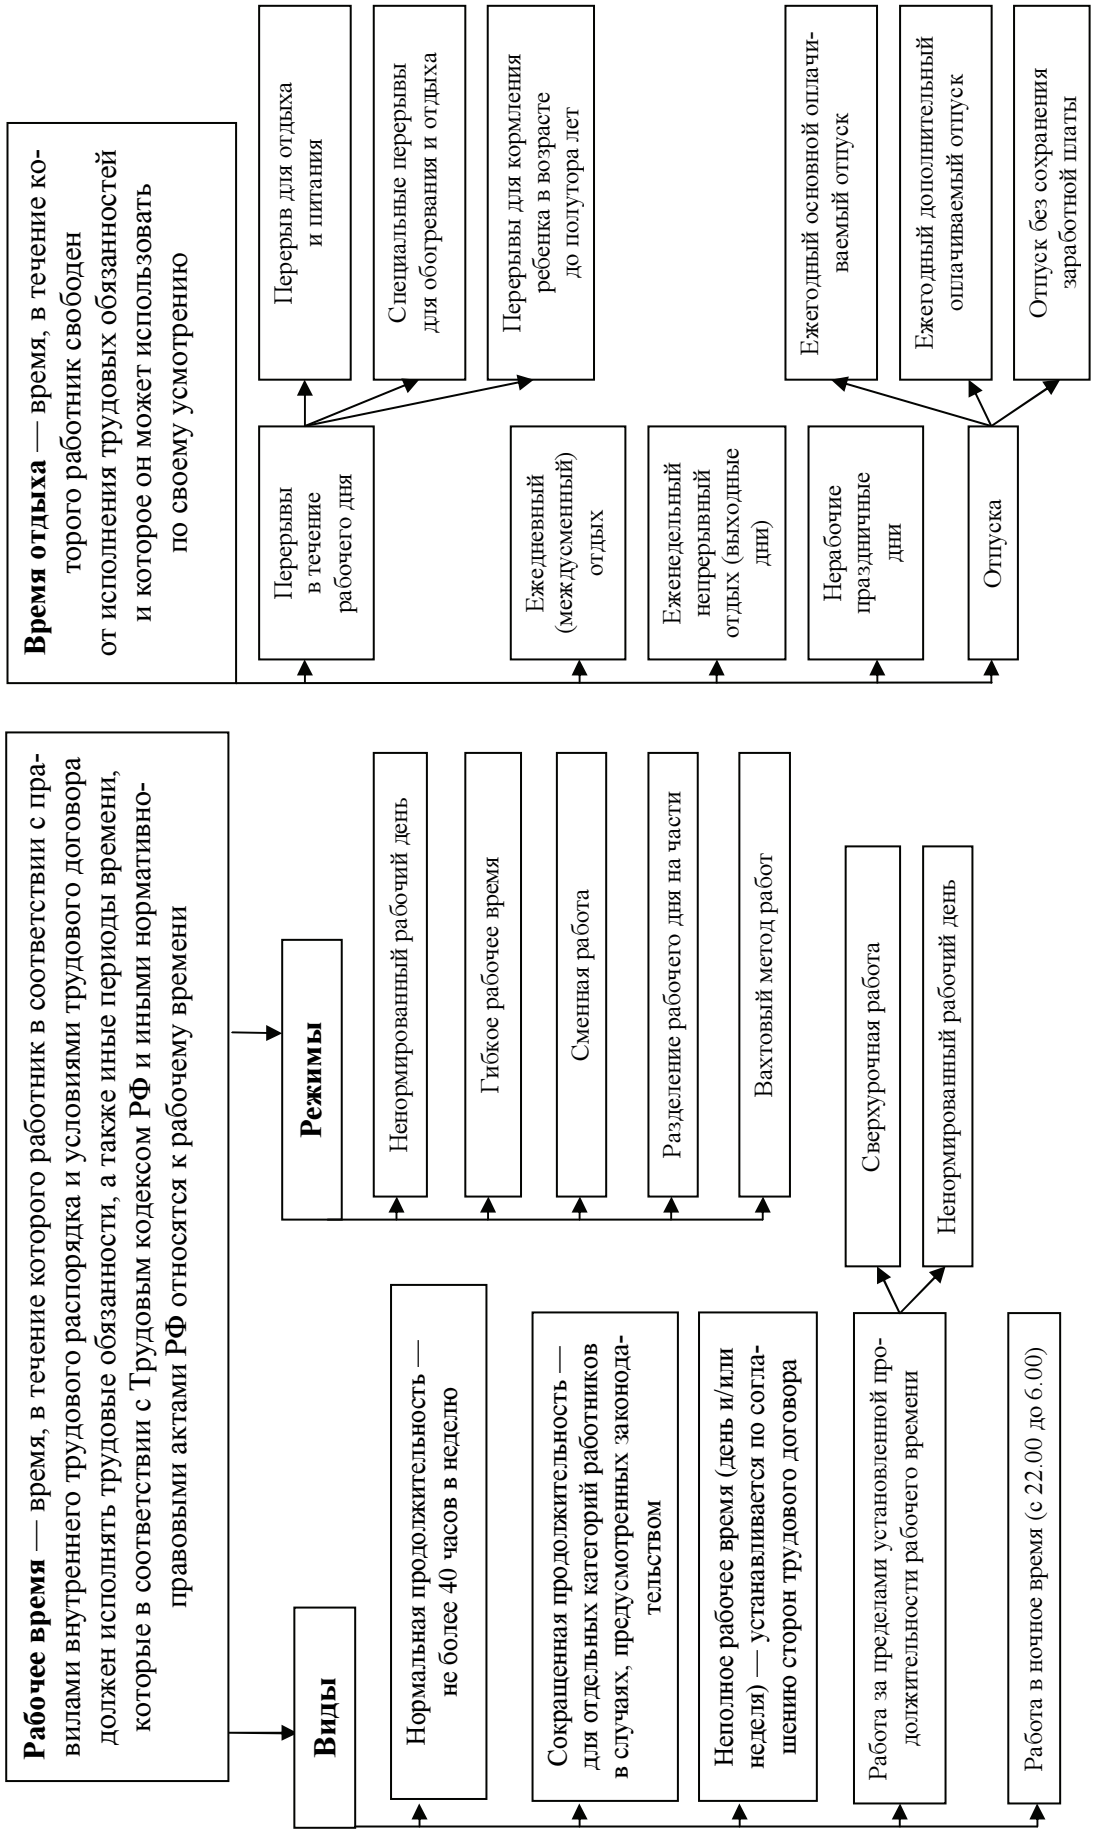 Рабочее время — время, в течение которого работник в соответствии с пра-
вилами внутреннего трудового распорядка и условиями трудового договора
должен исполнять трудовые обязанности, а также иные периоды времени,
которые в соответствии с Трудовым кодексом РФ и иными нормативно-
правовыми актами РФ относятся к рабочему времени
Виды
Нормальная продолжительность —
не более 40 часов в неделю
Сокращенная продолжительность —
для отдельных категорий работников
в случаях, предусмотренных законода-
тельством
Неполное рабочее время (день и/или
неделя) — устанавливается по согла-
шению сторон трудового договора
Работа за пределами установленной про-
должительности рабочего времени
Сверхурочная работа
Ненормированный рабочий день
Работа в ночное время (с 22.00 до 6.00)
Режимы
Ненормированный рабочий день
Гибкое рабочее время
Сменная работа
Разделение рабочего дня на части
Вахтовый метод работ
Время отдыха — время, в течение ко-
торого работник свободен
от исполнения трудовых обязанностей
и которое он может использовать
по своему усмотрению
Перерывы
в течение
рабочего дня
Перерыв для отдыха
и питания
Специальные перерывы
для обогревания и отдыха
Перерывы для кормления
ребенка в возрасте
до полутора лет
Ежедневный
(междусменный)
отдых
Еженедельный
непрерывный
отдых (выходные
дни)
Нерабочие
праздничные
дни
Отпуска
Ежегодный основной оплачи-
ваемый отпуск
Ежегодный дополнительный
оплачиваемый отпуск
Отпуск без сохранения
заработной платы